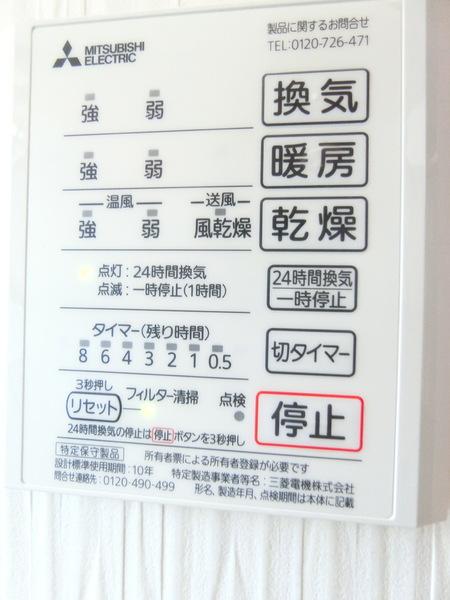 製品に関するお問合せ
TEL:0120-726-471
MITSUBISHI
ELECTRIC
強 弱 換気
強 弱 暖房
温風 送風
強 弱 風乾燥 乾燥
点灯:24時間換気
点滅:一時停止(1時間)
24時間換気
一時停止
タイマー(残り時間)
8 6 4 3 2 1 0.5
切タイマー
3秒押し
リセット フィルター清掃 点検
停止
24時間換気の停止は停止ボタンを3秒押し
特定保守製品 所有者票による所有者登録が必要です
設計標準使用期間:10年 特定製造事業者等名:三菱電機株式会社
問合せ連絡先:0120-490-499 形名、製造年月、点検期間は本体に記載